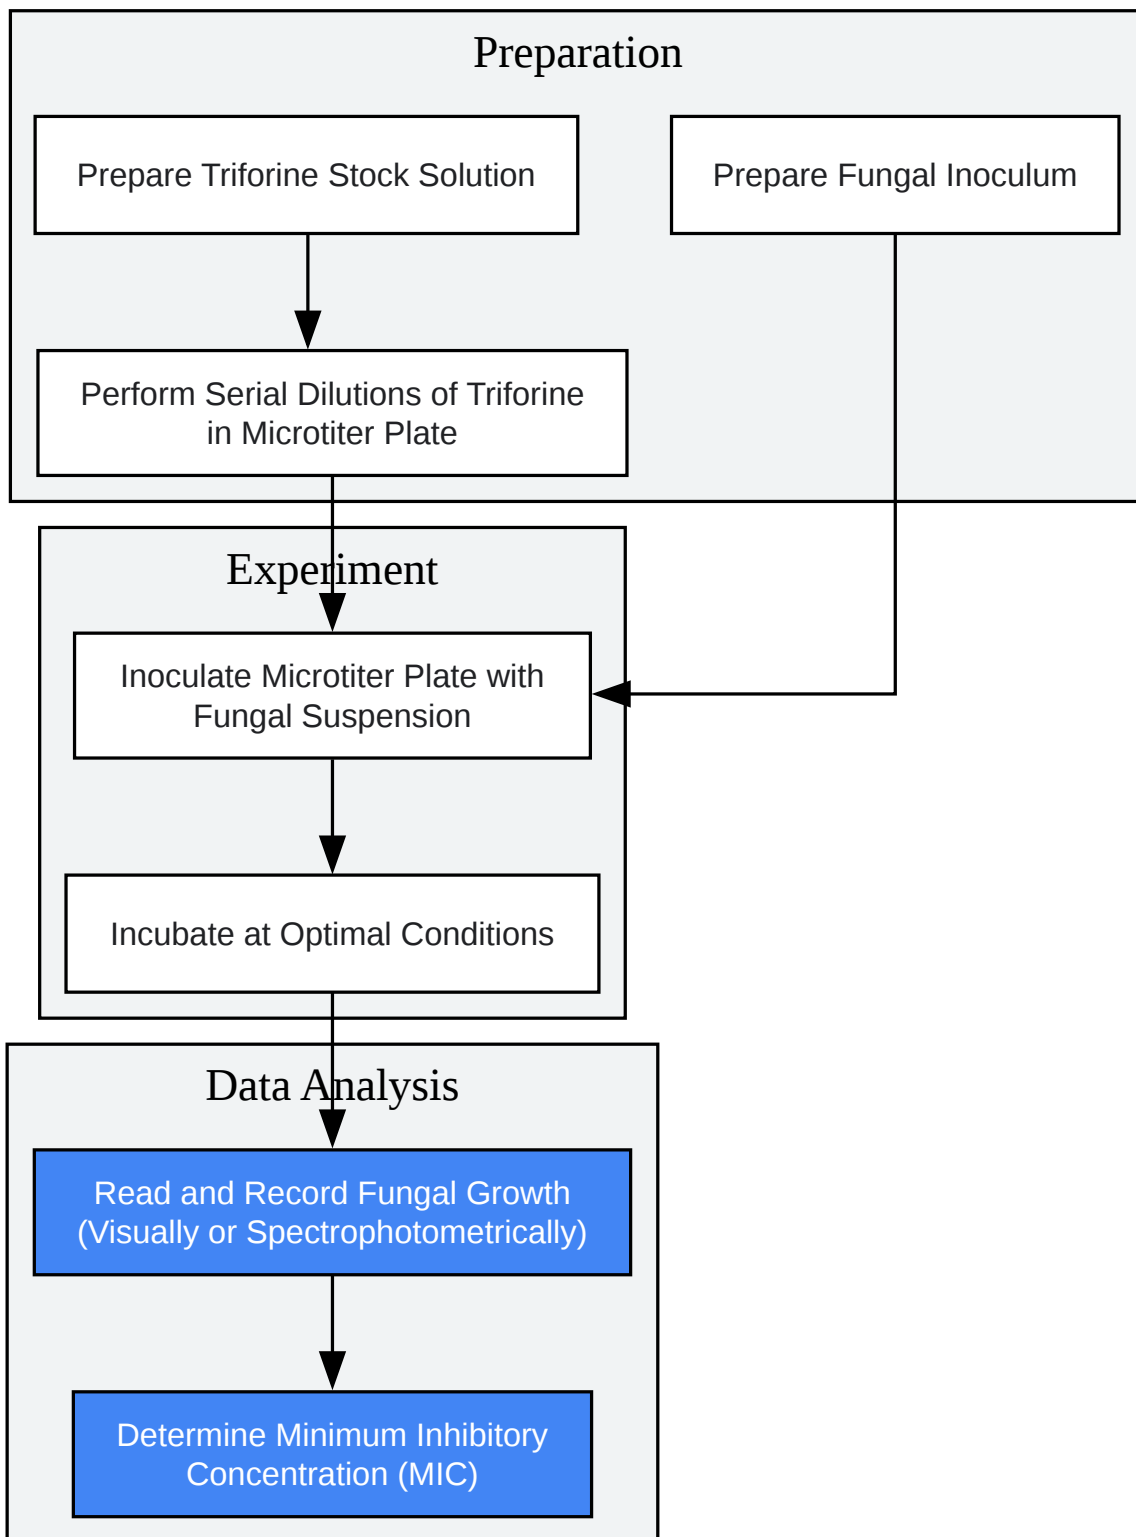 Preparation
Prepare Triforine Stock Solution
Prepare Fungal Inoculum
Perform Serial Dilutions of Triforine
in Microtiter Plate
Experiment
Inoculate Microtiter Plate with
Fungal Suspension
Incubate at Optimal Conditions
Data Analysis
Read and Record Fungal Growth
(Visually or Spectrophotometrically)
Determine Minimum Inhibitory
Concentration (MIC)